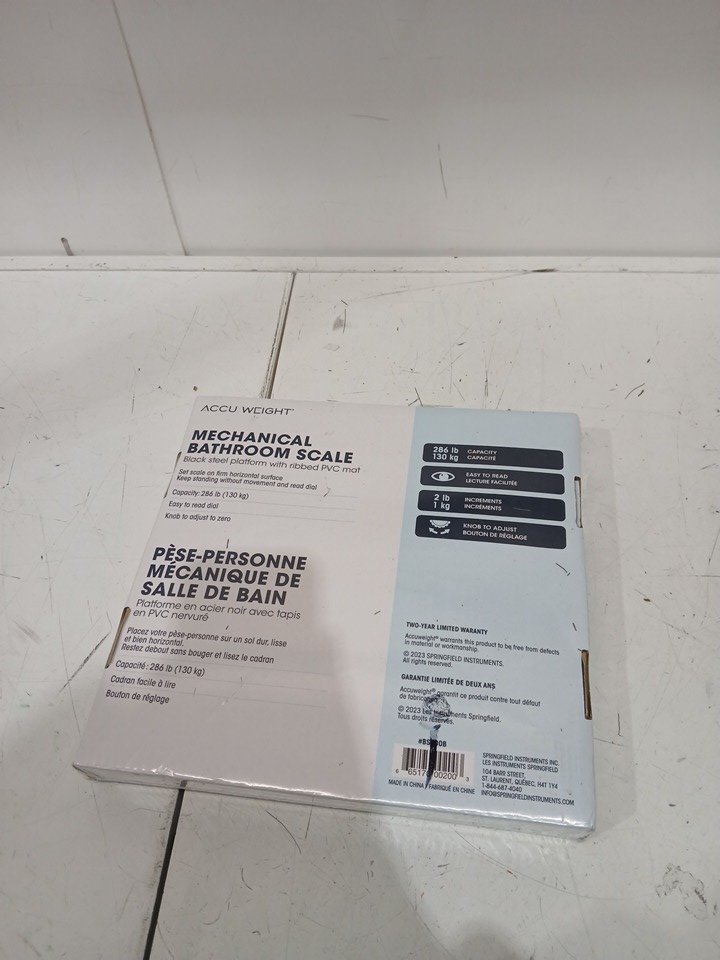 ACCU WEIGHT®
MECHANICAL
BATHROOM SCALE
Black steel platform with ribbed PVC mat
Set scale on firm horizontal surface
Keep standing without movement and read dial
Capacity: 286 lb (130 kg)
Easy to read dial
Knob to adjust to zero
PÈSE-PERSONNE
MÉCANIQUE DE
SALLE DE BAIN
Platforme en acier noir avec tapis
en PVC nervuré
Placez votre pèse-personne sur un sol dur, lisse
et bien horizontal
Restez debout sans bouger et lisez le cadran
Capacité : 286 lb (130 kg)
Cadran facile à lire
Bouton de réglage
286 lb CAPACITY
130 kg CAPACITÉ
EASY TO READ
LECTURE FACILITÉE
2 lb INCREMENTS
1 kg INCRÉMENTS
KNOB TO ADJUST
BOUTON DE RÉGLAGE
TWO-YEAR LIMITED WARRANTY
Accuweight® warrants this product to be free from defects
in material or workmanship.
© 2023 SPRINGFIELD INSTRUMENTS.
All rights reserved.
GARANTIE LIMITÉE DE DEUX ANS
Accuweight® garantit ce produit contre tout défaut
de
© 2023 Les Instruments Springfield.
Tous droits réservés.
00200 3
MADE IN CHINA / FABRIQUÉ EN CHINE
SPRINGFIELD INSTRUMENTS INC.
LES INSTRUMENTS SPRINGFIELD
104 BARR STREET,
ST. LAURENT, QUÉBEC, H4T 1Y4
1-844-687-4040
INFO@SPRINGFIELDINSTRUMENTS.COM